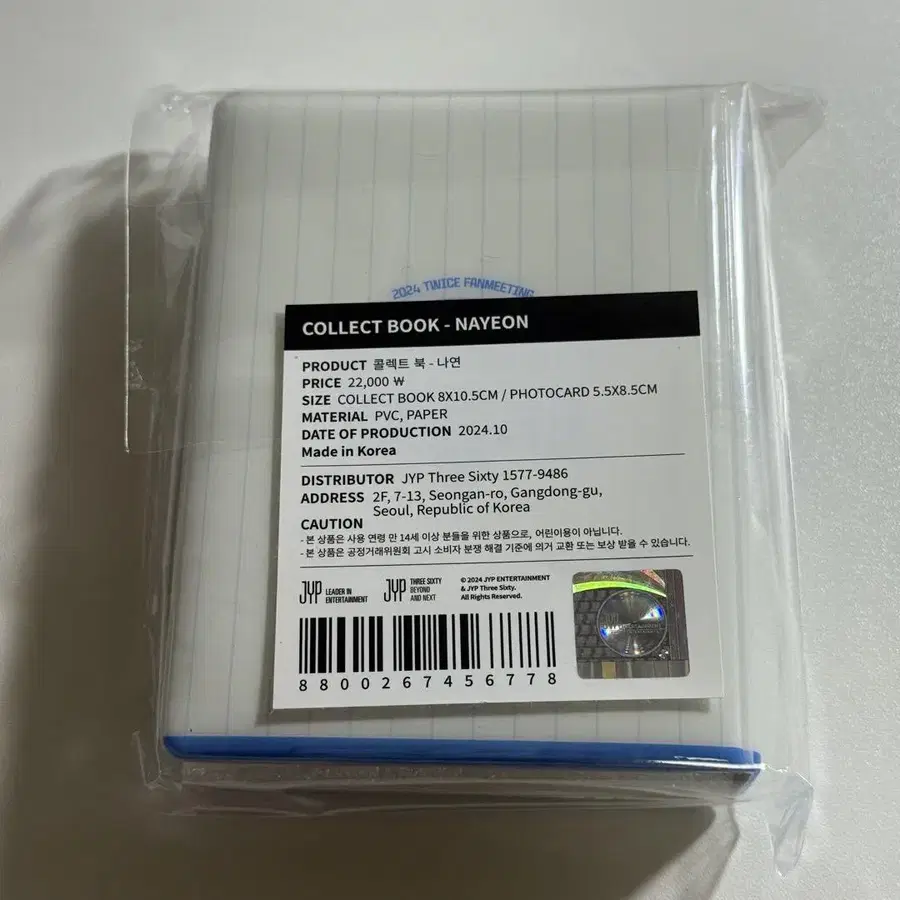 2024 TWICE FANMEETING
COLLECT BOOK - NAYEON
PRODUCT 콜렉트 북 - 나연
PRICE 22,000 ₩
SIZE COLLECT BOOK 8X10.5CM / PHOTOCARD 5.5X8.5CM
MATERIAL PVC, PAPER
DATE OF PRODUCTION 2024.10
Made in Korea
DISTRIBUTOR JYP Three Sixty 1577-9486
ADDRESS 2F, 7-13, Seongan-ro, Gangdong-gu,
Seoul, Republic of Korea
CAUTION
- 본 상품은 사용 연령 만 14세 이상 분들을 위한 상품으로, 어린이용이 아닙니다.
- 본 상품은 공정거래위원회 고시 소비자 분쟁 해결 기준에 의거 교환 또는 보상 받을 수 있습니다.
JYP LEADER IN
ENTERTAINMENT
JYP THREE SIXTY
BEYOND
AND NEXT
© 2024 JYP ENTERTAINMENT
& JYP Three Sixty.
All Rights Reserved.
8800267456778